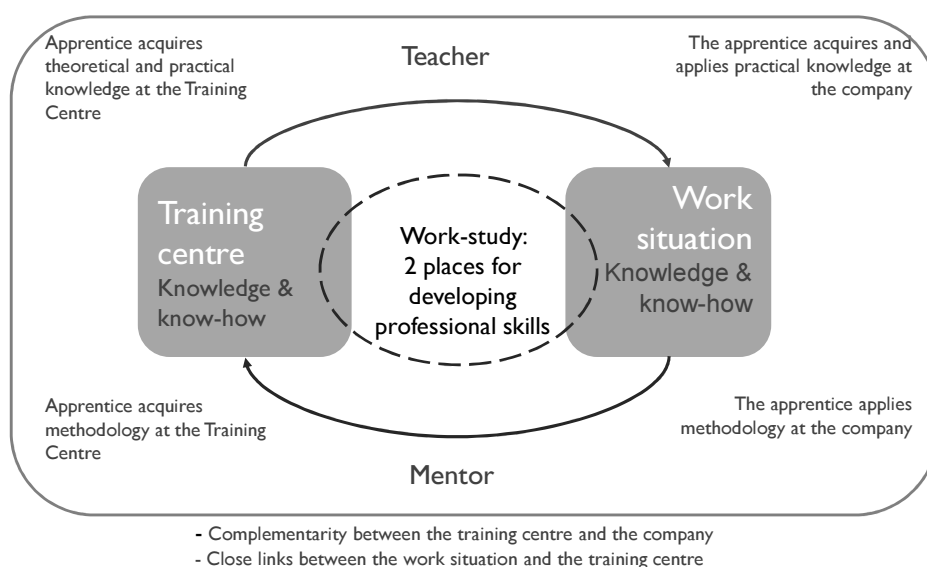 Apprentice acquires
theoretical and practical
knowledge at the Training
Centre
Teacher
The apprentice acquires and
applies practical knowledge at
the company
Training
centre
Knowledge &
know-how
Work-study:
2 places for
developing
professional skills
Work
situation
Knowledge &
know-how
Apprentice acquires
methodology at the Training
Centre
Mentor
The apprentice applies
methodology at the company
- Complementarity between the training centre and the company
- Close links between the work situation and the training centre